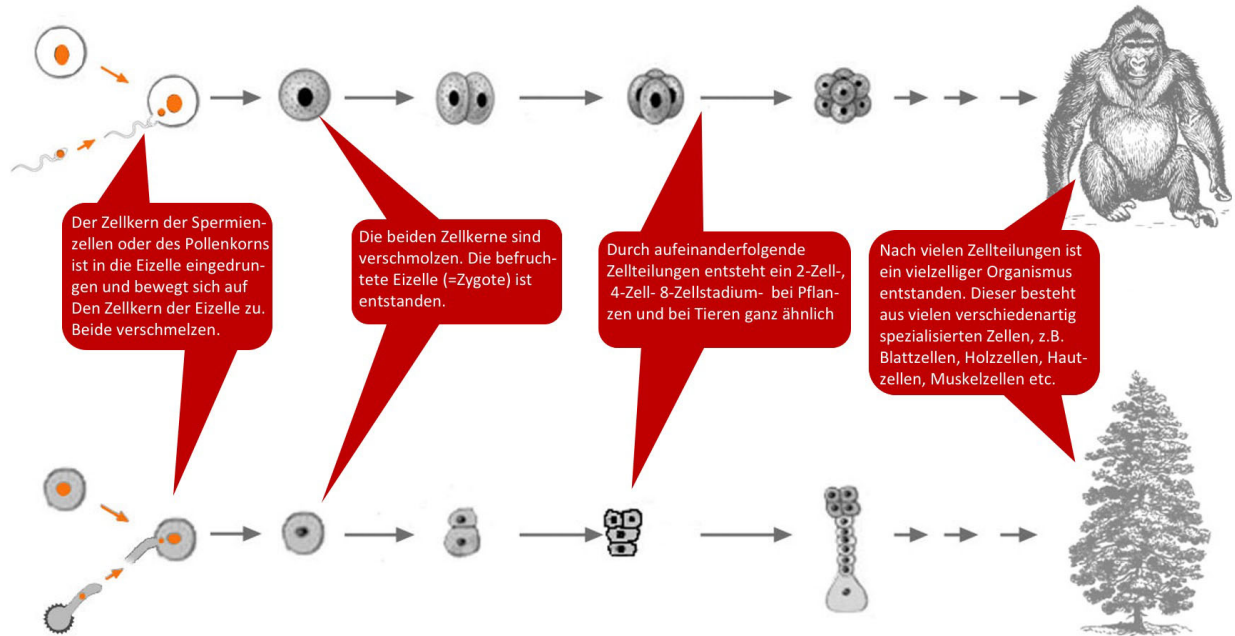 Der Zellkern der Spermien-
zellen oder des Pollenkorns
ist in die Eizelle eingedrun-
gen und bewegt sich auf
Den Zellkern der Eizelle zu.
Beide verschmelzen.
Die beiden Zellkerne sind
verschmolzen. Die befruch-
tete Eizelle (=Zygote) ist
entstanden.
Durch aufeinanderfolgende
Zellteilungen entsteht ein 2-Zell-,
4-Zell- 8-Zellstadium- bei Pflan-
zen und bei Tieren ganz ähnlich
Nach vielen Zellteilungen ist
ein vielzelliger Organismus
entstanden. Dieser besteht
aus vielen verschiedenartig
spezialisierten Zellen, z.B.
Blattzellen, Holzzellen, Haut-
zellen, Muskelzellen etc.